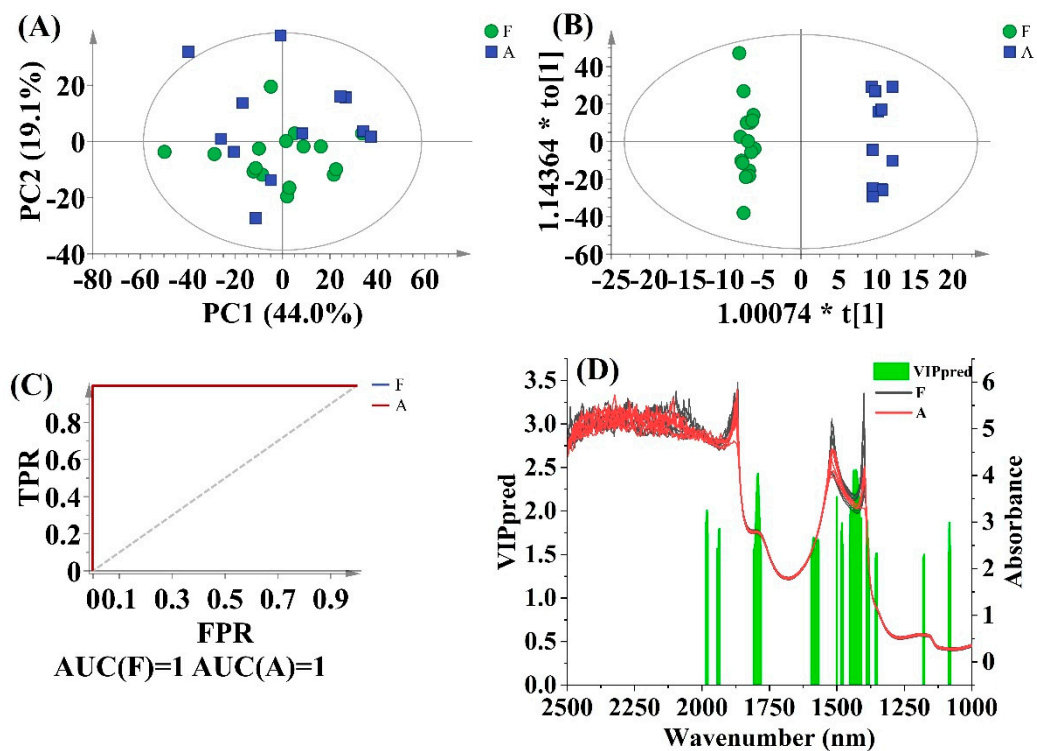 (A)
F
A
PC2 (19.1%)
20
0
-20
-40
-80 -60 -40 -20 0 20 40 60
PC1 (44.0%)
(B)
F
A
1.14364 * to[1]
40
20
0
-20
-40
-60
-25 -20 -15 -10 -5 0 5 10 15 20
1.00074 * t[1]
(C)
F
A
TPR
0.8
0.6
0.4
0.2
0
0 0.1 0.3 0.5 0.7 0.9
FPR
AUC(F)=1 AUC(A)=1
(D)
VIPpred
F
A
VIPpred
3.5
3.0
2.5
2.0
1.5
1.0
0.5
0.0
2500 2250 2000 1750 1500 1250 1000
Wavenumber (nm)
6
5
4
3
2
1
0
Absorbance